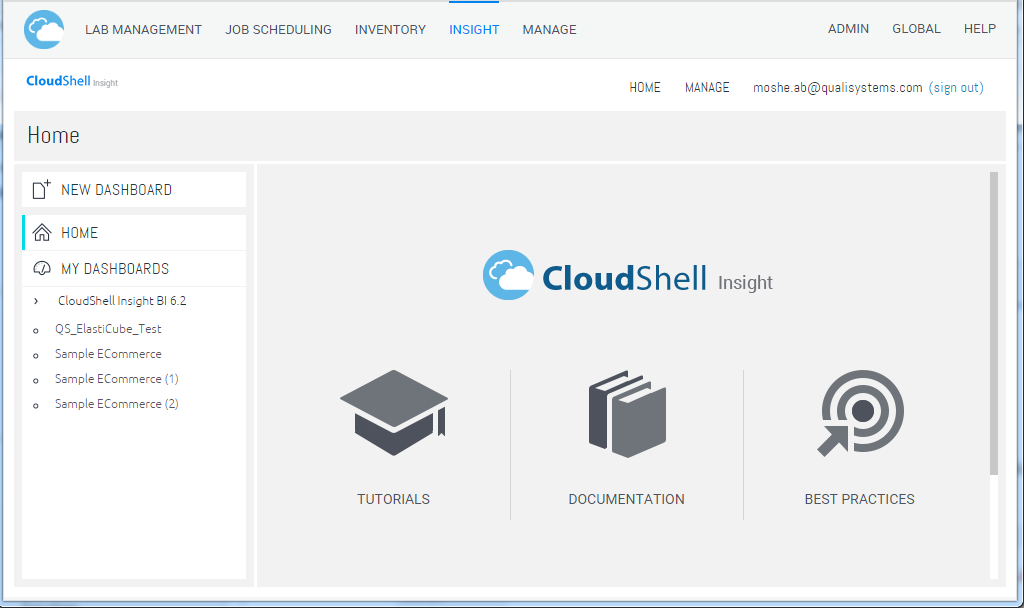 LAB MANAGEMENT JOB SCHEDULING INVENTORY INSIGHT MANAGE ADMIN GLOBAL HELP
CloudShell Insight
HOME MANAGE moshe.ab@qualisystems.com (sign out)
Home
NEW DASHBOARD
HOME
MY DASHBOARDS
CloudShell Insight BI 6.2
QS_ElastiCube_Test
Sample ECommerce
Sample ECommerce (1)
Sample ECommerce (2)
CloudShell Insight
TUTORIALS DOCUMENTATION BEST PRACTICES